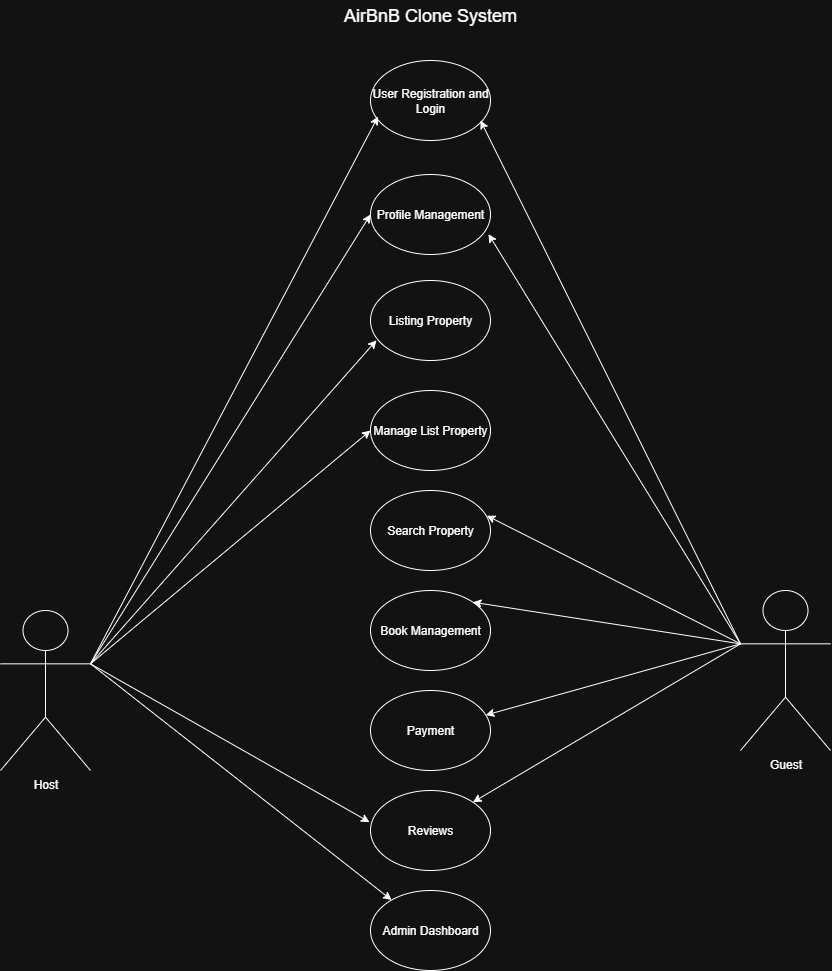 AirBnB Clone System
User Registration and
Login
Profile Management
Listing Property
Manage List Property
Search Property
Book Management
Payment
Reviews
Admin Dashboard
Host
Guest